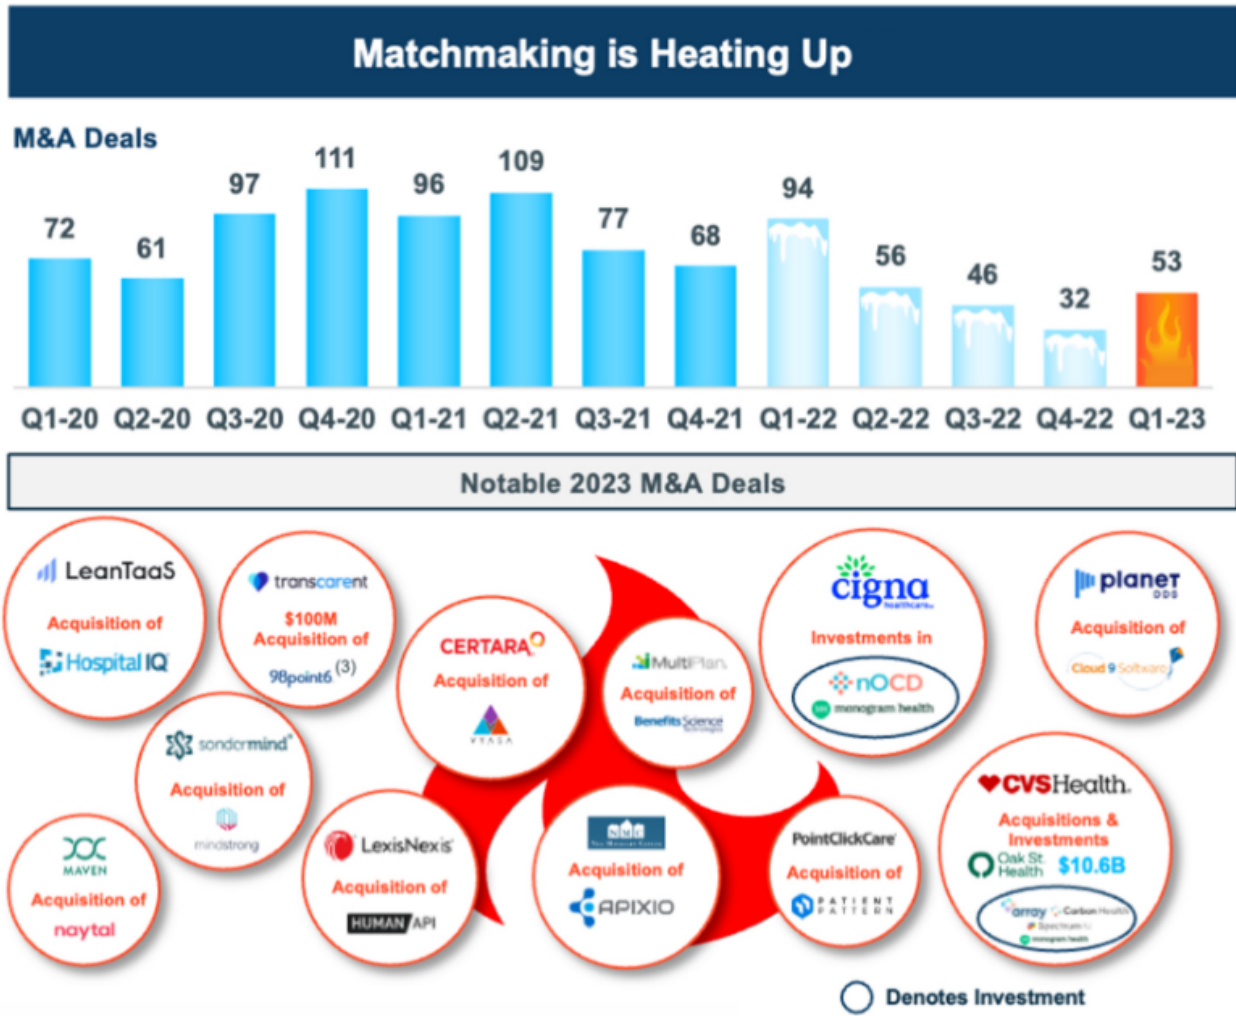 Matchmaking is Heating Up
M&A Deals
72
61
97
111
96
109
77
68
94
56
46
32
53
Q1-20 Q2-20 Q3-20 Q4-20 Q1-21 Q2-21 Q3-21 Q4-21 Q1-22 Q2-22 Q3-22 Q4-22 Q1-23
Notable 2023 M&A Deals
LeanTaaS
Acquisition of
Hospital IQ
transcarent
$100M
Acquisition of
98point6 (3)
CERTARA
Acquisition of
VYASA
MultiPlan
Acquisition of
Benefits Science
Technologies
cigna
healthcare
Investments in
nOCD
monogram health
planet
DDS
Acquisition of
Cloud 9 Software
sondermind
Acquisition of
mindstrong
MAVEN
Acquisition of
naytal
LexisNexis
Acquisition of
HUMAN/API
NMC
Acquisition of
APIXIO
PointClickCare
Acquisition of
PATIENT
PATTERN
CVSHealth.
Acquisitions &
Investments
Oak St.
Health
$10.6B
array Carbon Health
monogram health
Denotes Investment